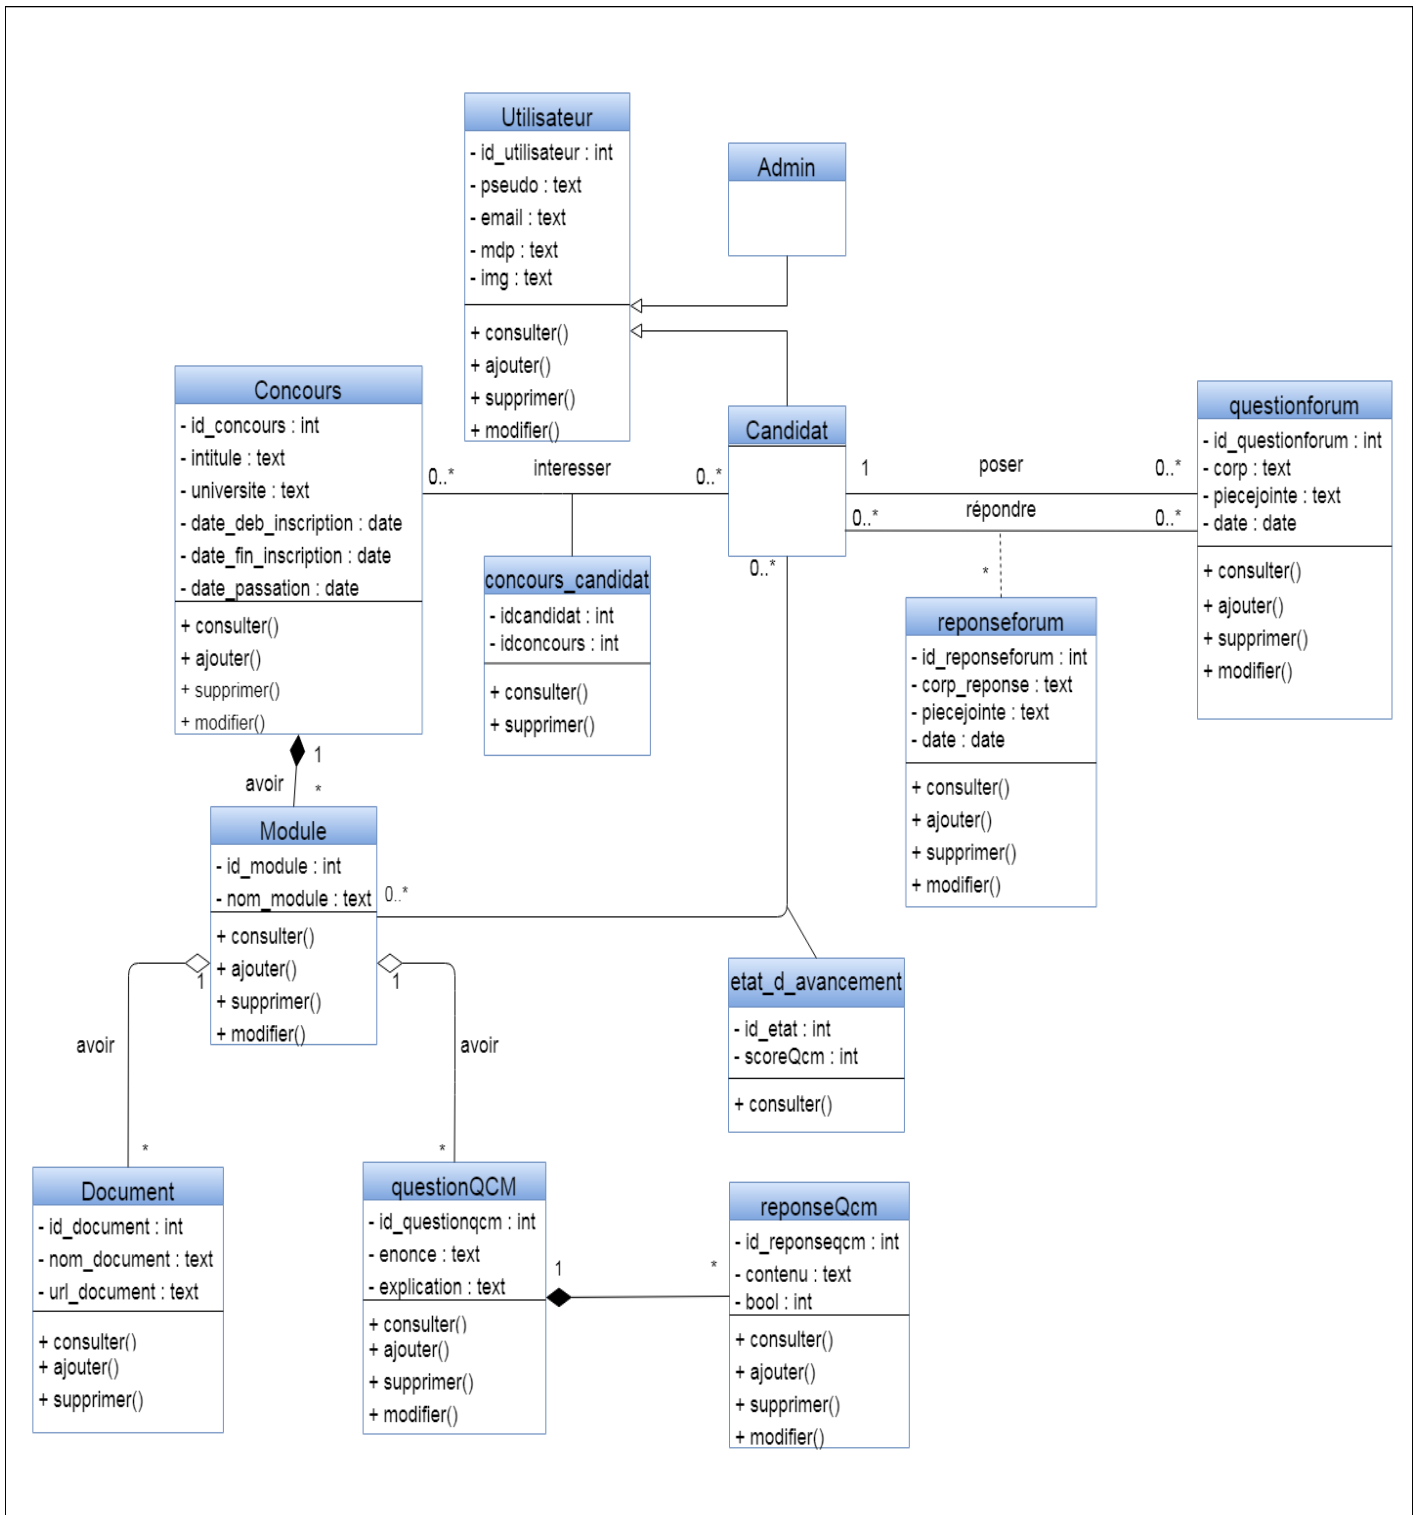 Utilisateur
- id_utilisateur : int
- pseudo : text
- email : text
- mdp : text
- img : text
+ consulter()
+ ajouter()
+ supprimer()
+ modifier()
Admin
Concours
- id_concours : int
- intitule : text
- universite : text
- date_deb_inscription : date
- date_fin_inscription : date
- date_passation : date
+ consulter()
+ ajouter()
+ supprimer()
+ modifier()
0..*
interesser
0..*
Candidat
1
poser
0..*
0..*
répondre
0..*
0..*
questionforum
- id_questionforum : int
- corp : text
- piecejointe : text
- date : date
+ consulter()
+ ajouter()
+ supprimer()
+ modifier()
concours_candidat
- idcandidat : int
- idconcours : int
+ consulter()
+ supprimer()
*
reponseforum
- id_reponseforum : int
- corp_reponse : text
- piecejointe : text
- date : date
+ consulter()
+ ajouter()
+ supprimer()
+ modifier()
1
avoir
*
Module
- id_module : int
- nom_module : text
+ consulter()
+ ajouter()
+ supprimer()
+ modifier()
0..*
1
1
avoir
avoir
*
*
etat_d_avancement
- id_etat : int
- scoreQcm : int
+ consulter()
Document
- id_document : int
- nom_document : text
- url_document : text
+ consulter()
+ ajouter()
+ supprimer()
questionQCM
- id_questionqcm : int
- enonce : text
- explication : text
+ consulter()
+ ajouter()
+ supprimer()
+ modifier()
1
*
reponseQcm
- id_reponseqcm : int
- contenu : text
- bool : int
+ consulter()
+ ajouter()
+ supprimer()
+ modifier()